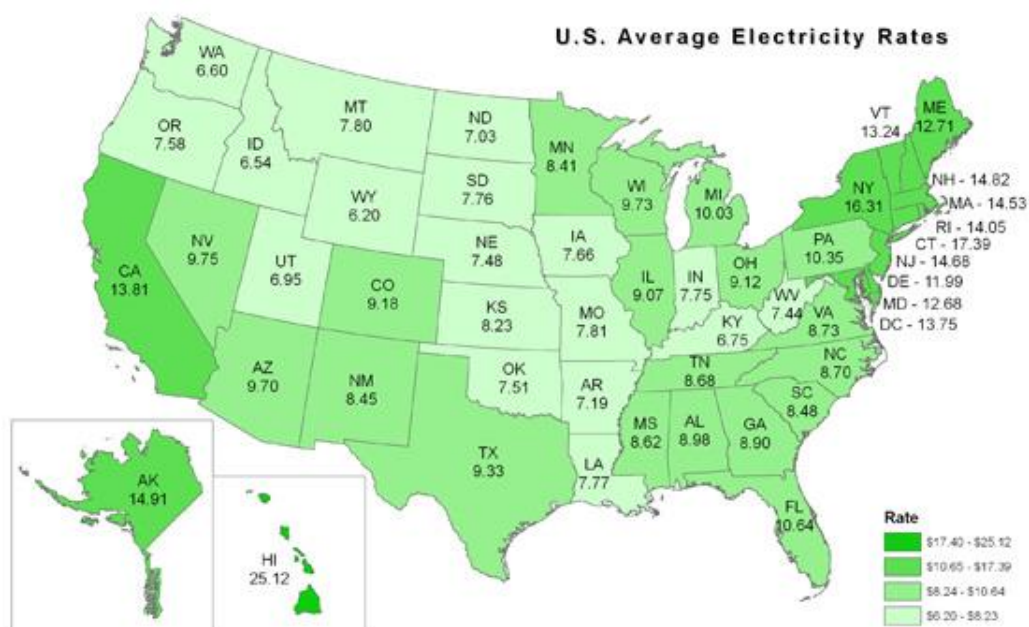 U.S. Average Electricity Rates
WA
6.60
OR
7.58
ID
6.54
MT
7.80
ND
7.03
MN
8.41
SD
7.76
WY
6.20
NE
7.48
IA
7.66
WI
9.73
MI
10.03
VT
13.24
ME
12.71
NY
16.31
NH - 14.82
MA - 14.53
RI - 14.05
CT - 17.39
NJ - 14.68
DE - 11.99
MD - 12.68
DC - 13.75
PA
10.35
CA
13.81
NV
9.75
UT
6.95
CO
9.18
KS
8.23
MO
7.81
IL
9.07
IN
7.75
OH
9.12
WV
7.44
VA
8.73
KY
6.75
NC
8.70
TN
8.68
SC
8.48
AZ
9.70
NM
8.45
OK
7.51
AR
7.19
MS
8.62
AL
8.98
GA
8.90
TX
9.33
LA
7.77
FL
10.64
AK
14.91
HI
25.12
Rate
$17.40 - $25.12
$10.65 - $17.39
$8.24 - $10.64
$6.20 - $8.23